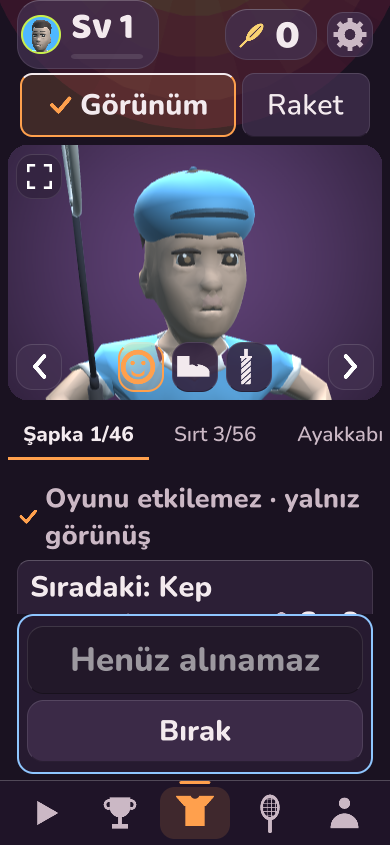 Sv 1
0
Görünüm
Raket
Şapka 1/46
Sırt 3/56
Ayakkabı
Oyunu etkilemez · yalnız
görünüş
Sıradaki: Kep
Henüz alınamaz
Bırak